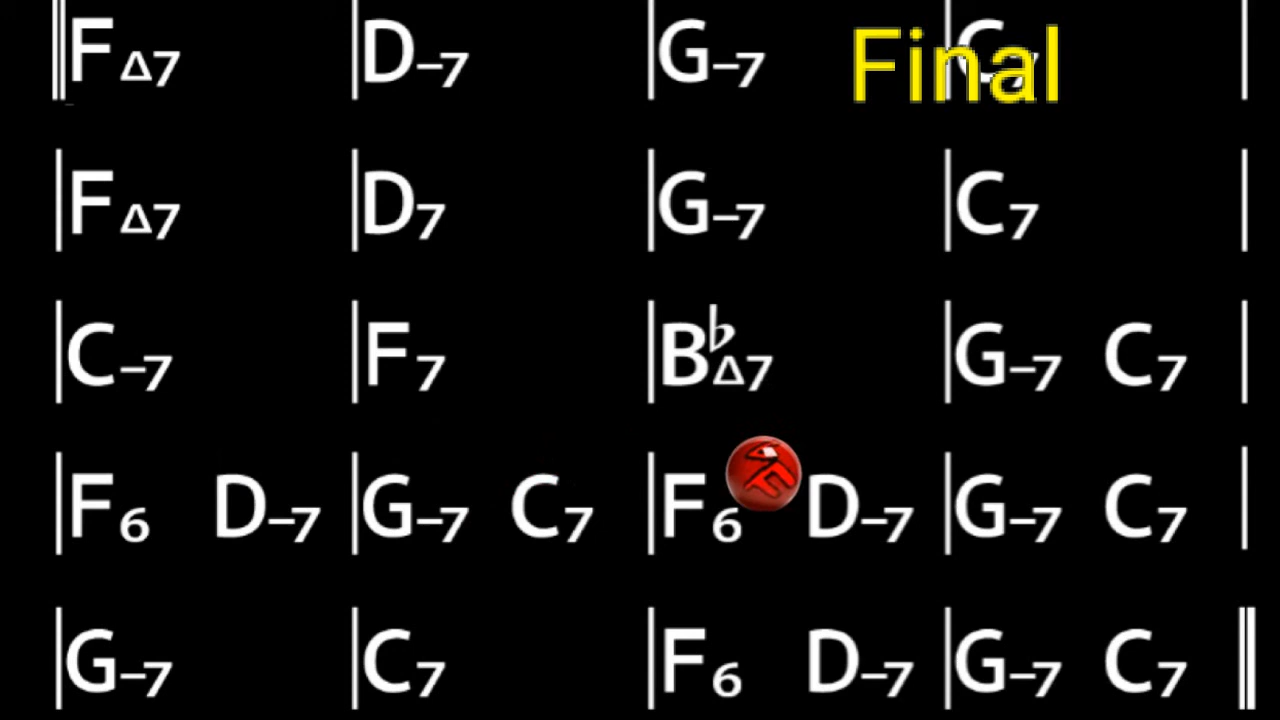 FΔ7 D–7 G–7 C7 Final
FΔ7 D7 G–7 C7
C–7 F7 B♭Δ7 G–7 C7
F6 D–7 G–7 C7 F6 D–7 G–7 C7
G–7 C7 F6 D–7 G–7 C7